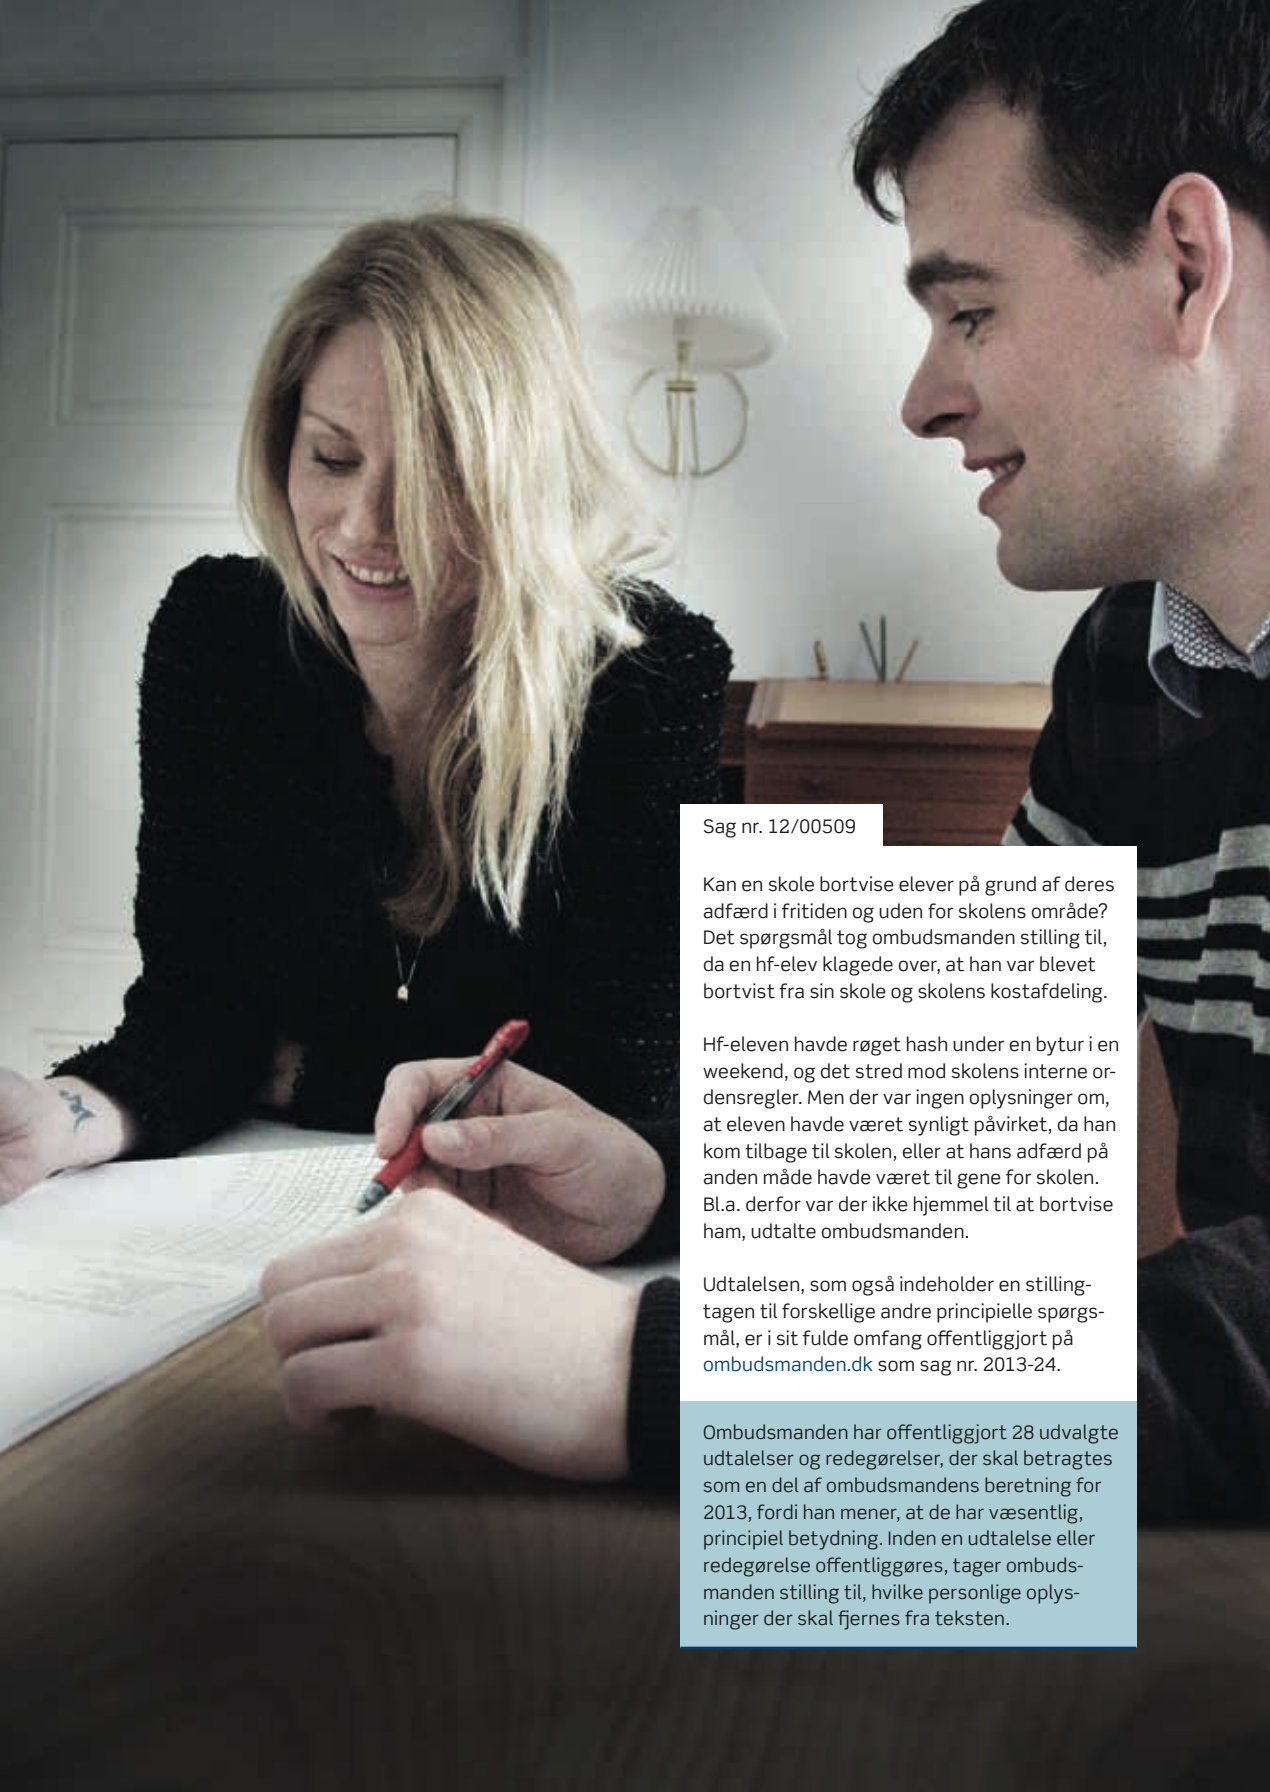 Sag nr. 12/00509
Kan en skole bortvise elever på grund af deres
adfærd i fritiden og uden for skolens område?
Det spørgsmål tog ombudsmanden stilling til,
da en hf-elev klagede over, at han var blevet
bortvist fra sin skole og skolens kostafdeling.
Hf-eleven havde røget hash under en bytur i en
weekend, og det stred mod skolens interne or-
densregler. Men der var ingen oplysninger om,
at eleven havde været synligt påvirket, da han
kom tilbage til skolen, eller at hans adfærd på
anden måde havde været til gene for skolen.
Bl.a. derfor var der ikke hjemmel til at bortvise
ham, udtalte ombudsmanden.
Udtalelsen, som også indeholder en stilling-
tagen til forskellige andre principielle spørgs-
mål, er i sit fulde omfang offentliggjort på
ombudsmanden.dk som sag nr. 2013-24.
Ombudsmanden har offentliggjort 28 udvalgte
udtalelser og redegørelser, der skal betragtes
som en del af ombudsmandens beretning for
2013, fordi han mener, at de har væsentlig,
principiel betydning. Inden en udtalelse eller
redegørelse offentliggøres, tager ombuds-
manden stilling til, hvilke personlige oplys-
ninger der skal fjernes fra teksten.